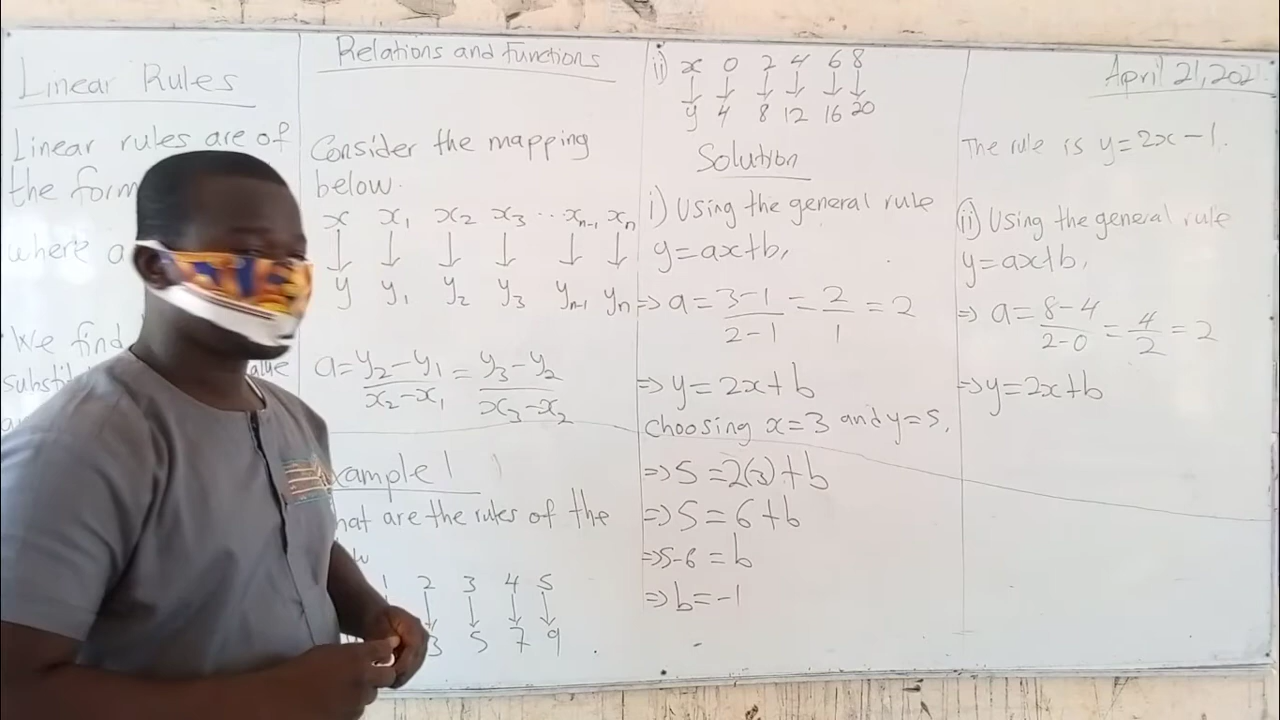 Linear Rules
Linear rules are of
the form
where a
We find
substit
alue
Relations and functions
Consider the mapping
below.
x x₁ x₂ x₃ ... xₙ₋₁ xₙ
↓ ↓ ↓ ↓ ↓ ↓
y y₁ y₂ y₃ yₙ₋₁ yₙ
a = y₂-y₁/x₂-x₁ = y₃-y₂/x₃-x₂
xample 1
hat are the rules of the
1 2 3 4 5
↓ ↓ ↓ ↓
3 5 7 9
ii) x 0 2 4 6 8
↓ ↓ ↓ ↓ ↓ ↓
y 4 8 12 16 20
Solution
i) Using the general rule
y=ax+b,
⇒ a = 3-1/2-1 = 2/1 = 2
⇒ y = 2x+b
choosing x=3 and y=5,
⇒ 5 = 2(3)+b
⇒ 5 = 6+b
⇒ 5-6 = b
⇒ b = -1
April 21, 202
The rule is y=2x-1.
ii) Using the general rule
y=ax+b,
⇒ a = 8-4/2-0 = 4/2 = 2
⇒ y=2x+b